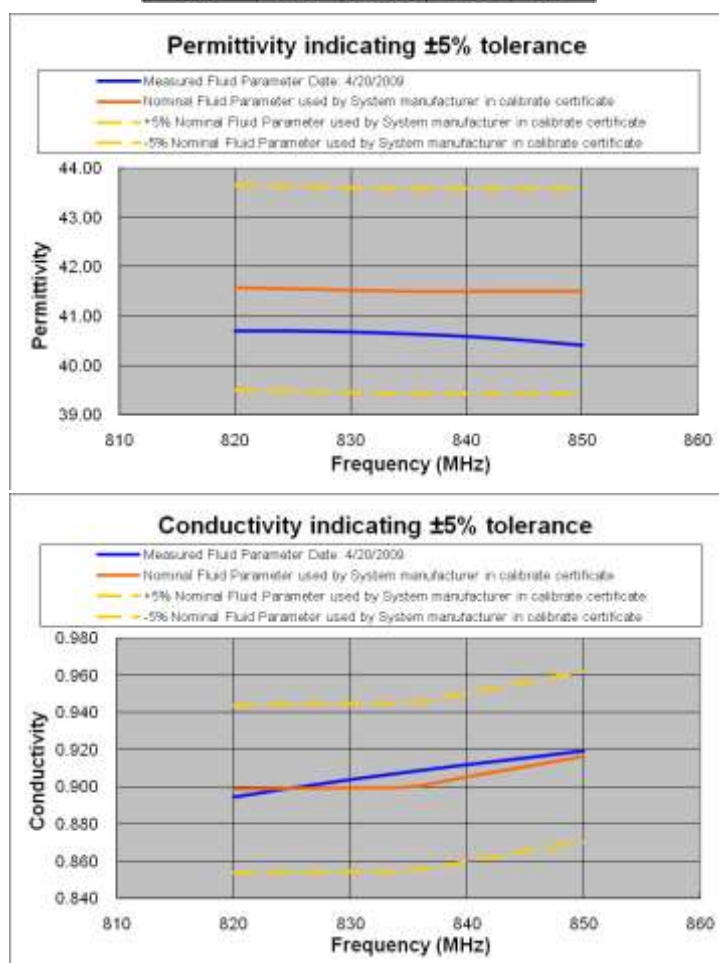 Permittivity indicating ±5% tolerance
Measured Fluid Parameter Date: 4/20/2009
Nominal Fluid Parameter used by System manufacturer in calibrate certificate
+5% Nominal Fluid Parameter used by System manufacturer in calibrate certificate
-5% Nominal Fluid Parameter used by System manufacturer in calibrate certificate
44.00
43.00
42.00
41.00
40.00
39.00
Permittivity
810 820 830 840 850 860
Frequency (MHz)
Conductivity indicating ±5% tolerance
Measured Fluid Parameter Date: 4/20/2009
Nominal Fluid Parameter used by System manufacturer in calibrate certificate
+5% Nominal Fluid Parameter used by System manufacturer in calibrate certificate
-5% Nominal Fluid Parameter used by System manufacturer in calibrate certificate
0.980
0.960
0.940
0.920
0.900
0.880
0.860
0.840
Conductivity
810 820 830 840 850 860
Frequency (MHz)